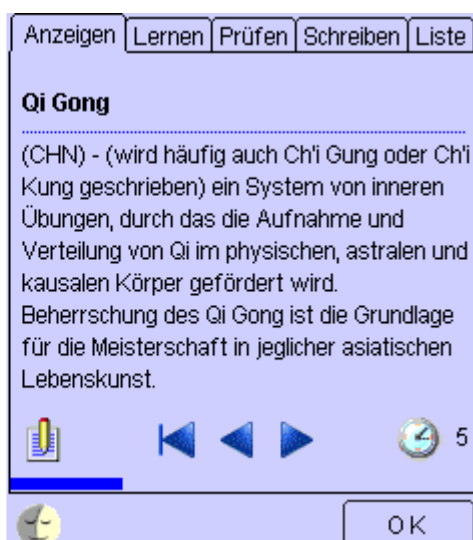 Anzeigen Lernen Prüfen Schreiben Liste
Qi Gong
(CHN) - (wird häufig auch Ch'i Gung oder Ch'i
Kung geschrieben) ein System von inneren
Übungen, durch das die Aufnahme und
Verteilung von Qi im physischen, astralen und
kausalen Körper gefördert wird.
Beherrschung des Qi Gong ist die Grundlage
für die Meisterschaft in jeglicher asiatischen
Lebenskunst.
5
OK